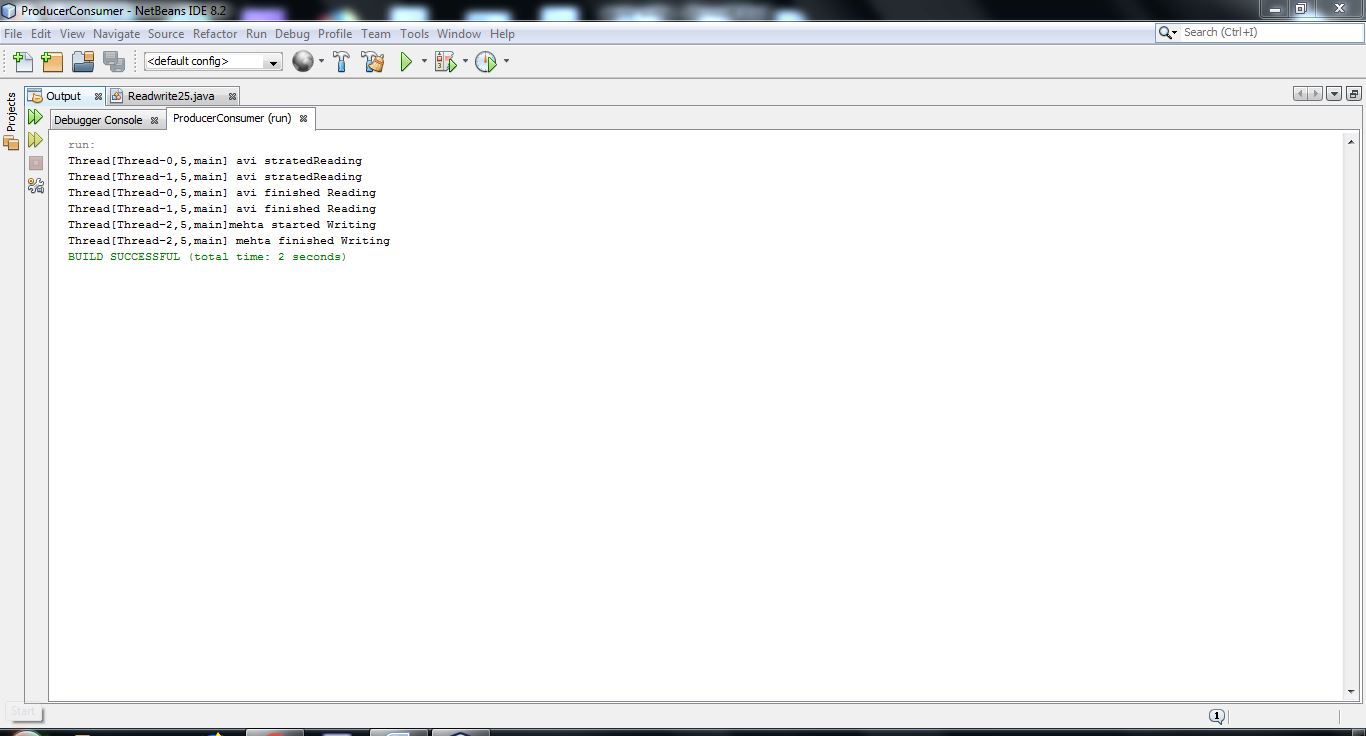 ProducerConsumer - NetBeans IDE 8.2
File Edit View Navigate Source Refactor Run Debug Profile Team Tools Window Help
Search (Ctrl+I)
<default config>
Projects
Output
Readwrite25.java
Debugger Console
ProducerConsumer (run)
run:
Thread[Thread-0,5,main] avi stratedReading
Thread[Thread-1,5,main] avi stratedReading
Thread[Thread-0,5,main] avi finished Reading
Thread[Thread-1,5,main] avi finished Reading
Thread[Thread-2,5,main]mehta started Writing
Thread[Thread-2,5,main] mehta finished Writing
BUILD SUCCESSFUL (total time: 2 seconds)
Start
1